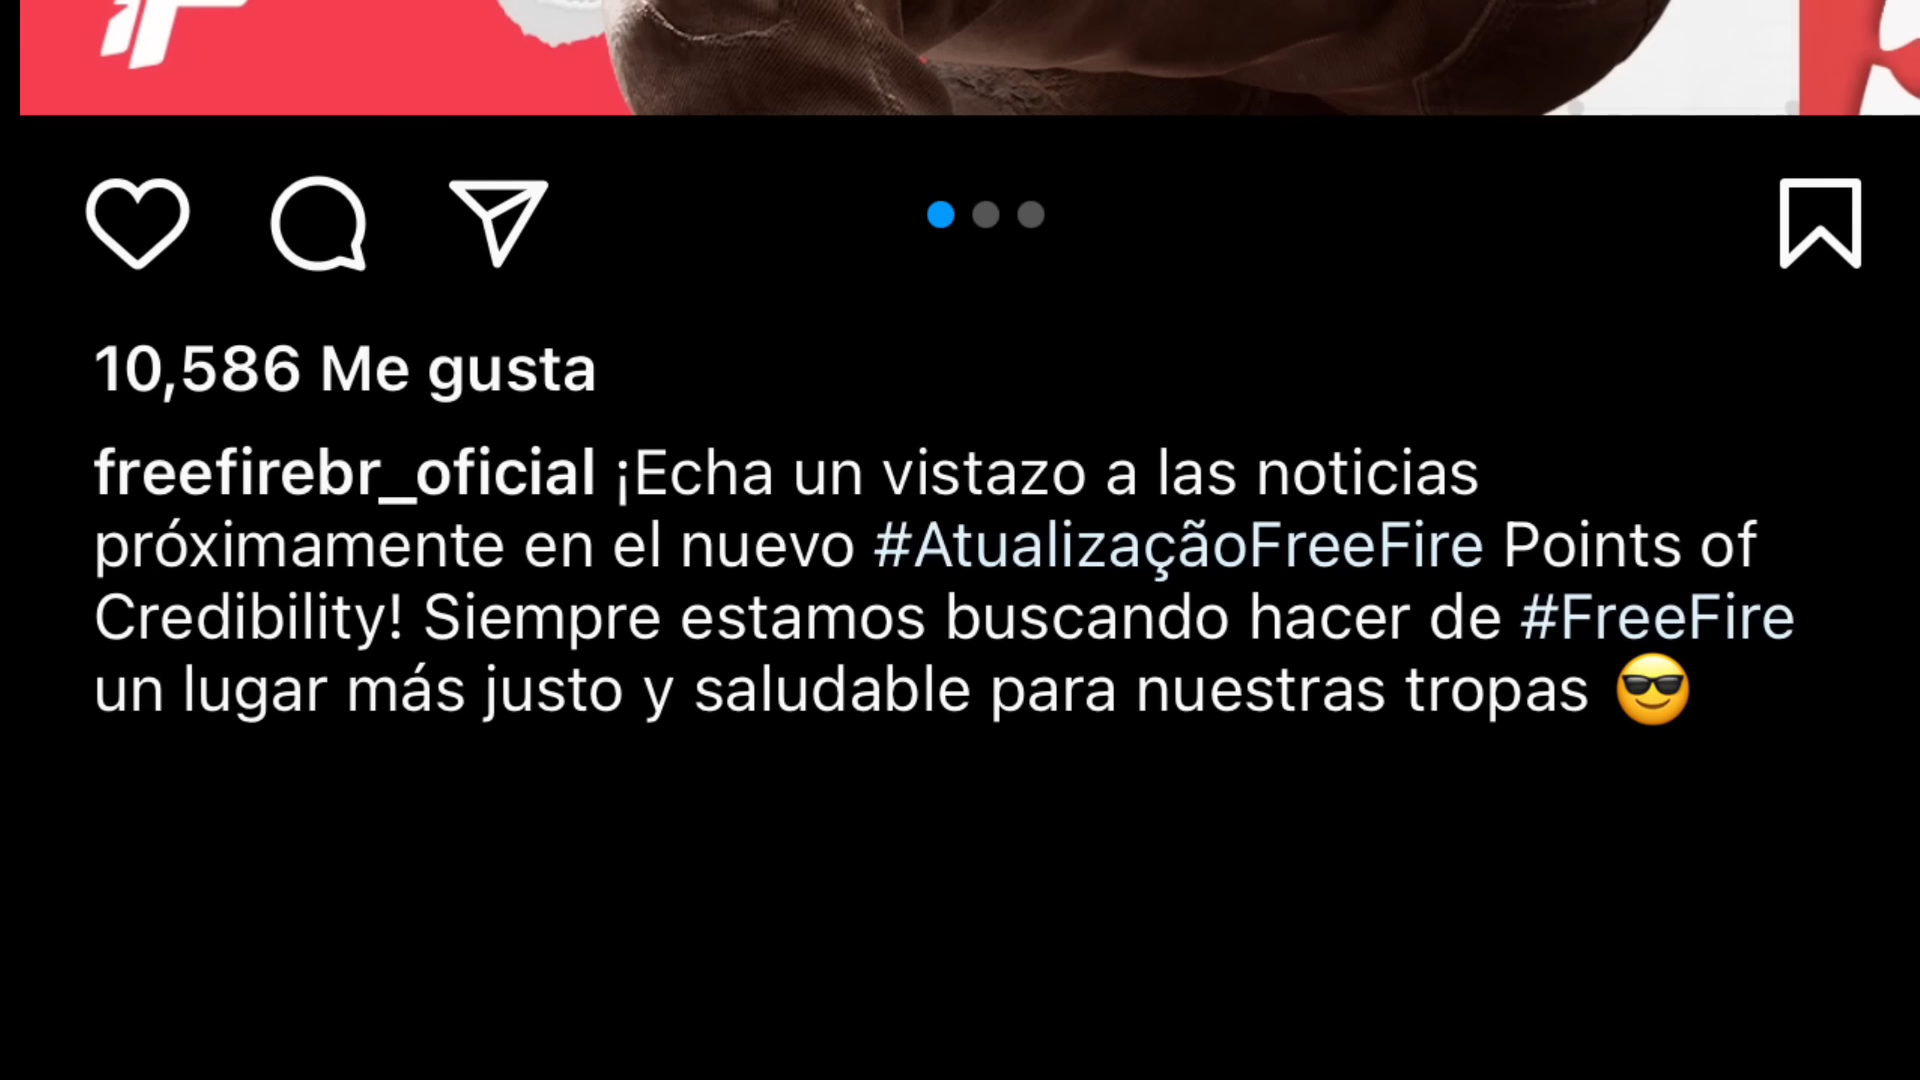 10,586 Me gusta
freefirebr_oficial ¡Echa un vistazo a las noticias
próximamente en el nuevo #AtualizaçãoFreeFire Points of
Credibility! Siempre estamos buscando hacer de #FreeFire
un lugar más justo y saludable para nuestras tropas 😎